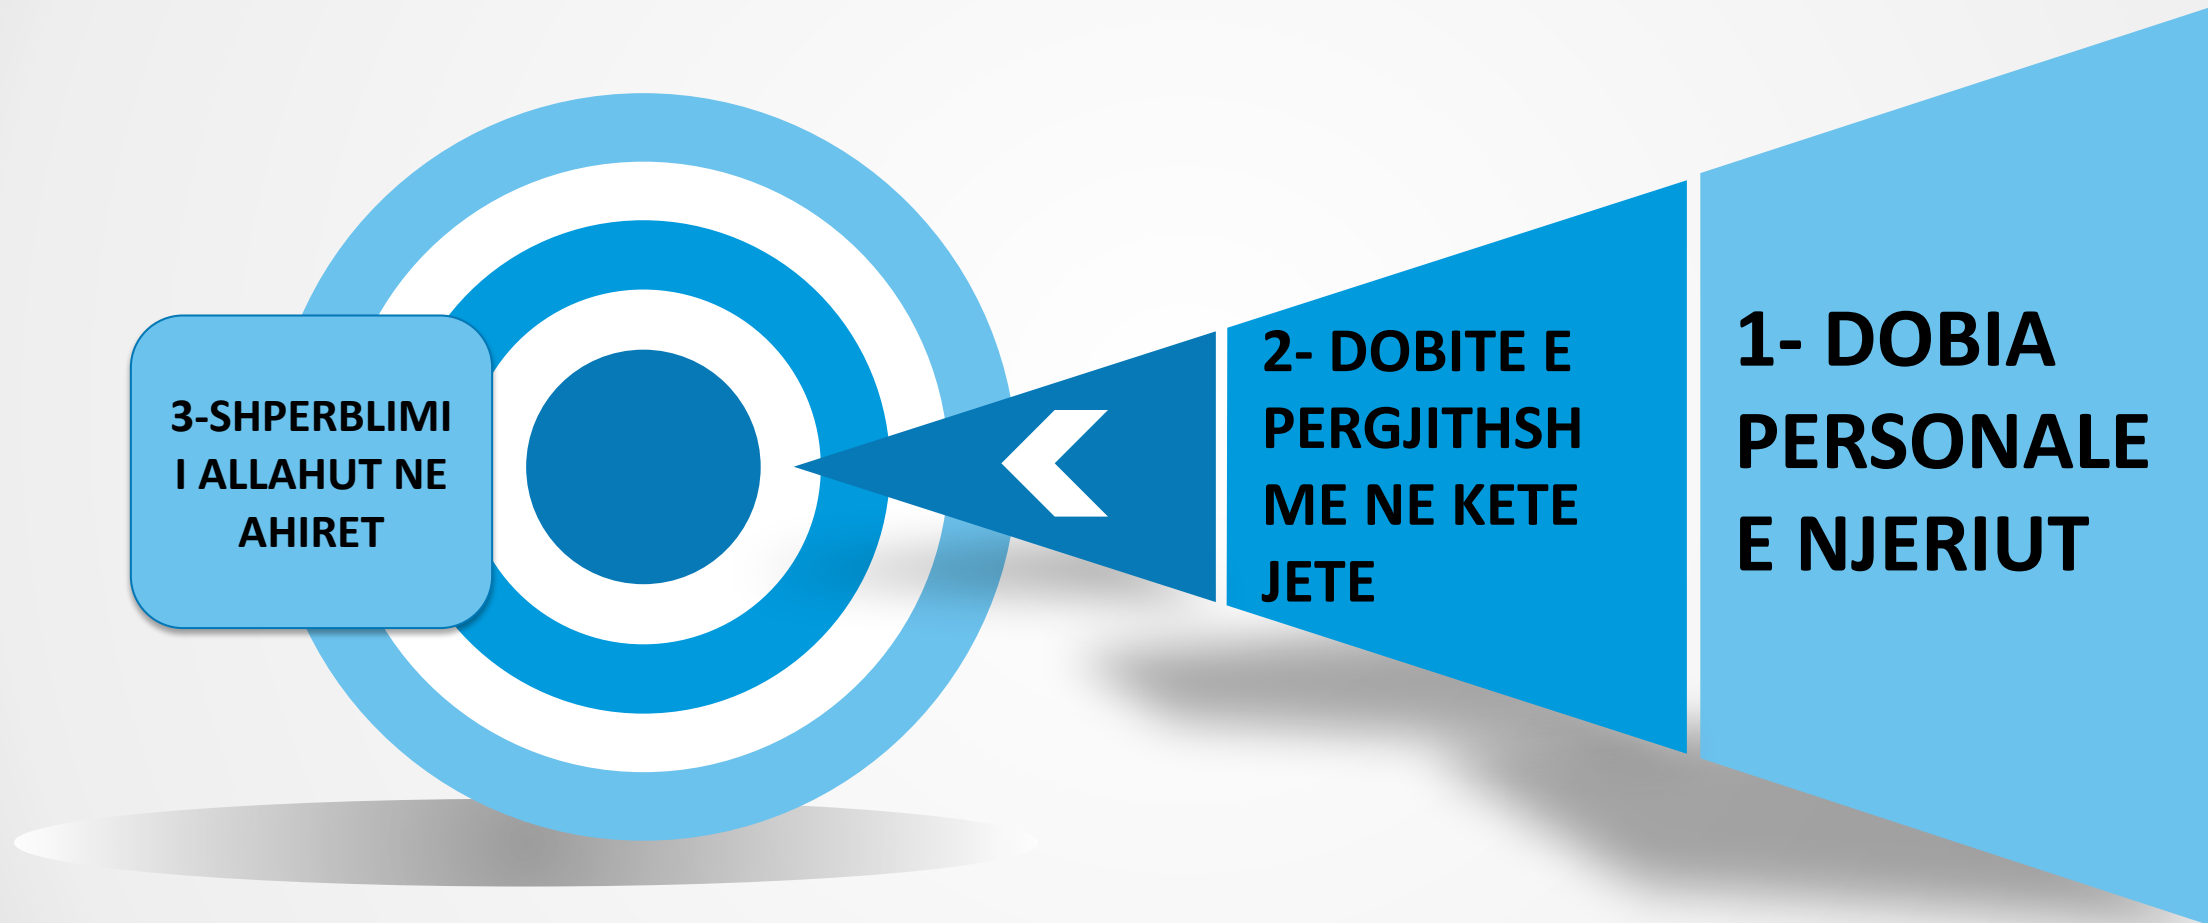 1- DOBIA
PERSONALE
E NJERIUT
2- DOBITE E
PERGJITHSH
ME NE KETE
JETE
3-SHPERBLIMI
I ALLAHUT NE
AHIRET